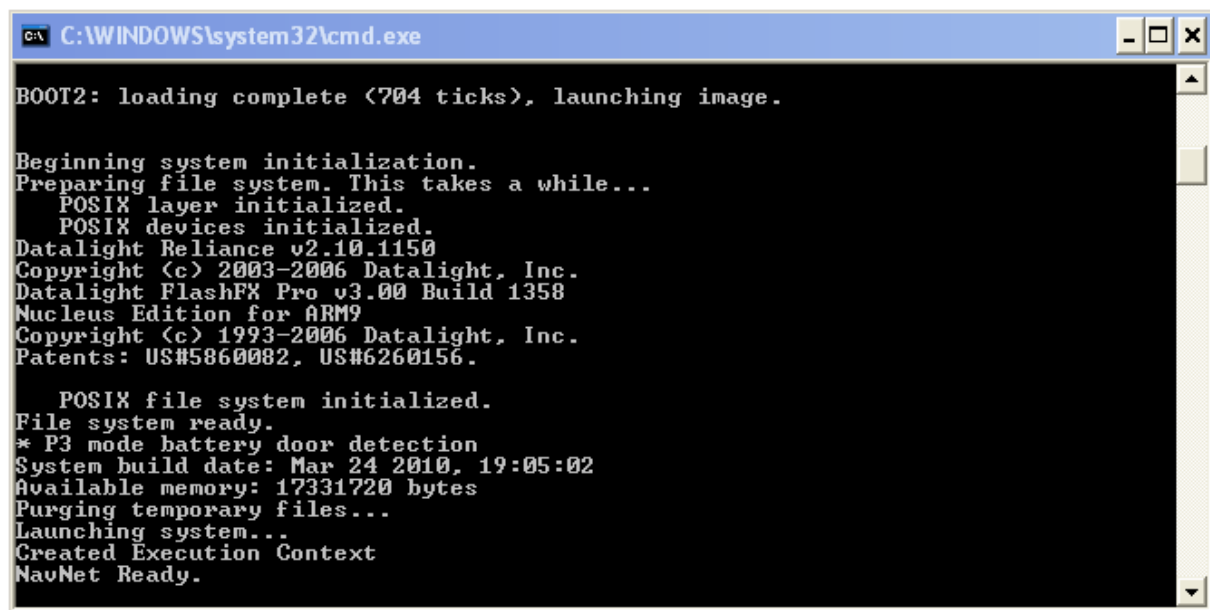 C:\WINDOWS\system32\cmd.exe
BOOT2: loading complete (704 ticks), launching image.
Beginning system initialization.
Preparing file system. This takes a while...
POSIX layer initialized.
POSIX devices initialized.
Datalight Reliance v2.10.1150
Copyright (c) 2003-2006 Datalight, Inc.
Datalight FlashFX Pro v3.00 Build 1358
Nucleus Edition for ARM9
Copyright (c) 1993-2006 Datalight, Inc.
Patents: US#5860082, US#6260156.
POSIX file system initialized.
File system ready.
* P3 mode battery door detection
System build date: Mar 24 2010, 19:05:02
Available memory: 17331720 bytes
Purging temporary files...
Launching system...
Created Execution Context
NavNet Ready.